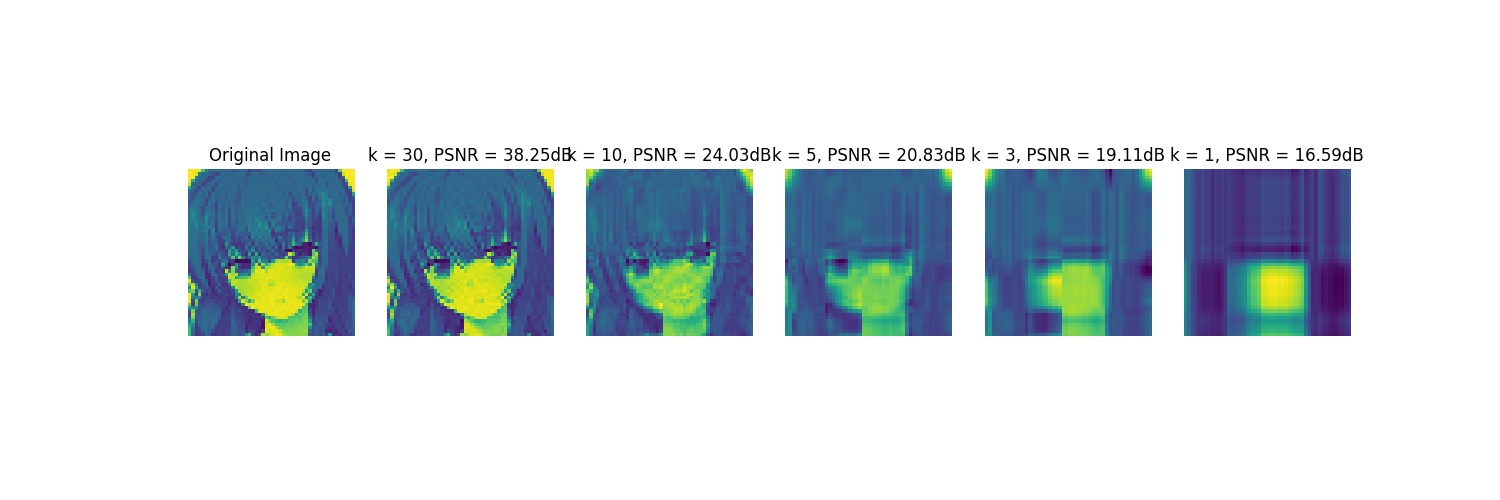 Original Image
k = 30, PSNR = 38.25dB
k = 10, PSNR = 24.03dB
k = 5, PSNR = 20.83dB
k = 3, PSNR = 19.11dB
k = 1, PSNR = 16.59dB